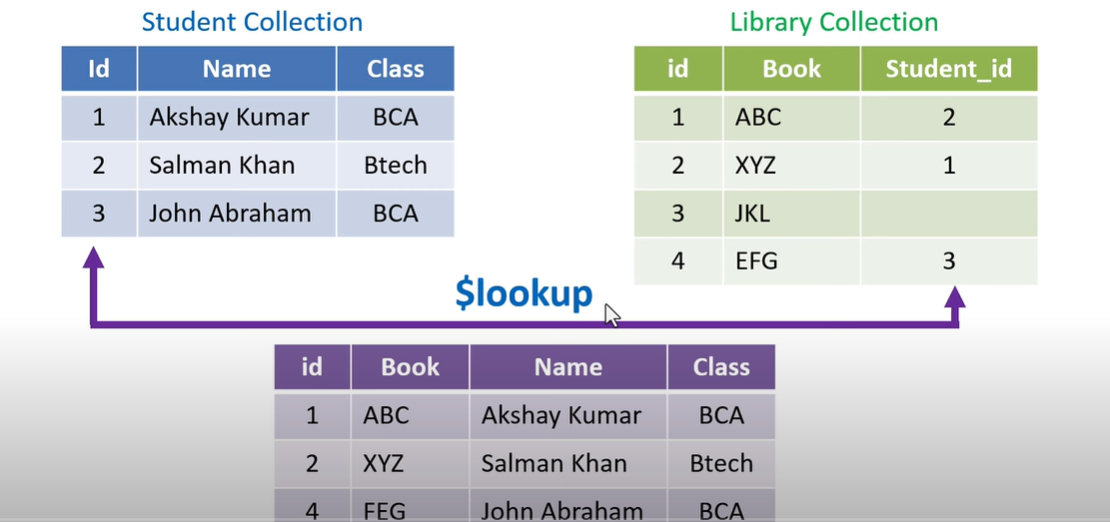 Student Collection
Id Name Class
1 Akshay Kumar BCA
2 Salman Khan Btech
3 John Abraham BCA
Library Collection
id Book Student_id
1 ABC 2
2 XYZ 1
3 JKL
4 EFG 3
$lookup
id Book Name Class
1 ABC Akshay Kumar BCA
2 XYZ Salman Khan Btech
4 FEG John Abraham BCA